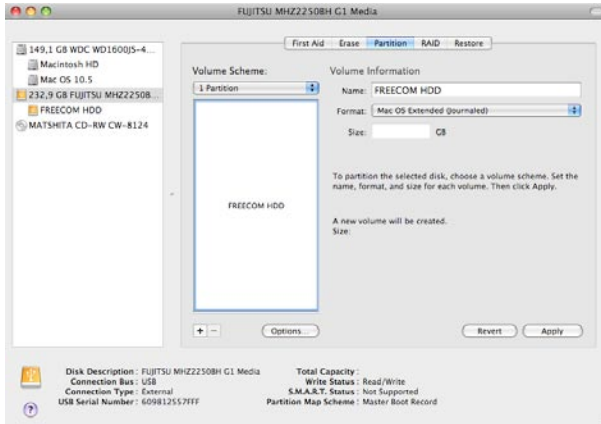 FUJITSU MHZ2250BH G1 Media
149,1 GB WDC WD1600JS-4...
Macintosh HD
Mac OS 10.5
232,9 GB FUJITSU MHZ2250B...
FREECOM HDD
MATSHITA CD-RW CW-8124
First Aid Erase Partition RAID Restore
Volume Scheme:
1 Partition
FREECOM HDD
+ -
Options...
Volume Information
Name: FREECOM HDD
Format: Mac OS Extended (Journaled)
Size: GB
To partition the selected disk, choose a volume scheme. Set the
name, format, and size for each volume. Then click Apply.
A new volume will be created.
Size:
Revert Apply
Disk Description : FUJITSU MHZ2250BH G1 Media
Connection Bus : USB
Connection Type : External
USB Serial Number : 609812557FFF
Total Capacity :
Write Status : Read/Write
S.M.A.R.T. Status : Not Supported
Partition Map Scheme : Master Boot Record
?